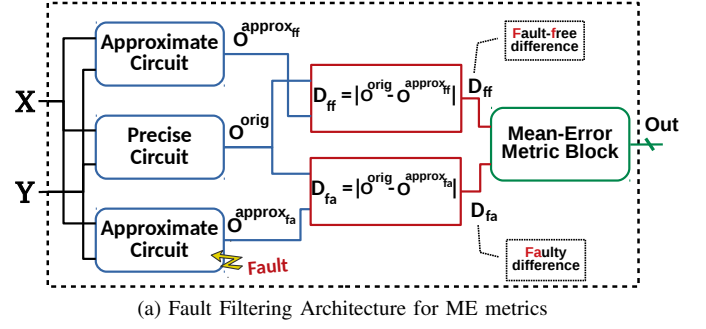 X
Y
Approximate
Circuit
O^approx_ff
Precise
Circuit
O^orig
Approximate
Circuit
O^approx_fa
Fault
D_ff = |O^orig - O^approx_ff|
D_fa = |O^orig - O^approx_fa|
Fault-free
difference
D_ff
Mean-Error
Metric Block
Out
D_fa
Faulty
difference
(a) Fault Filtering Architecture for ME metrics